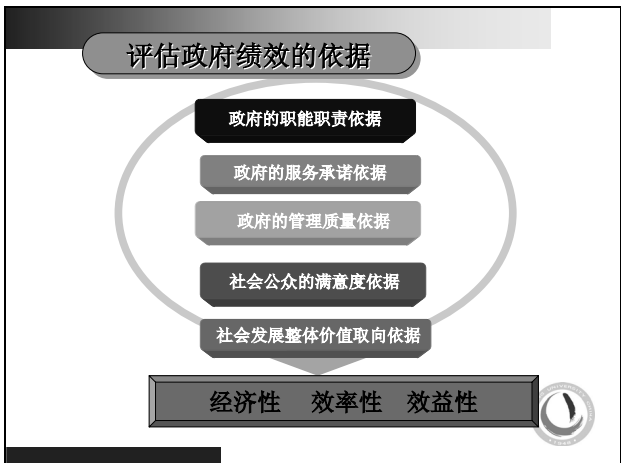 评估政府绩效的依据
政府的职能职责依据
政府的服务承诺依据
政府的管理质量依据
社会公众的满意度依据
社会发展整体价值取向依据
经济性 效率性 效益性